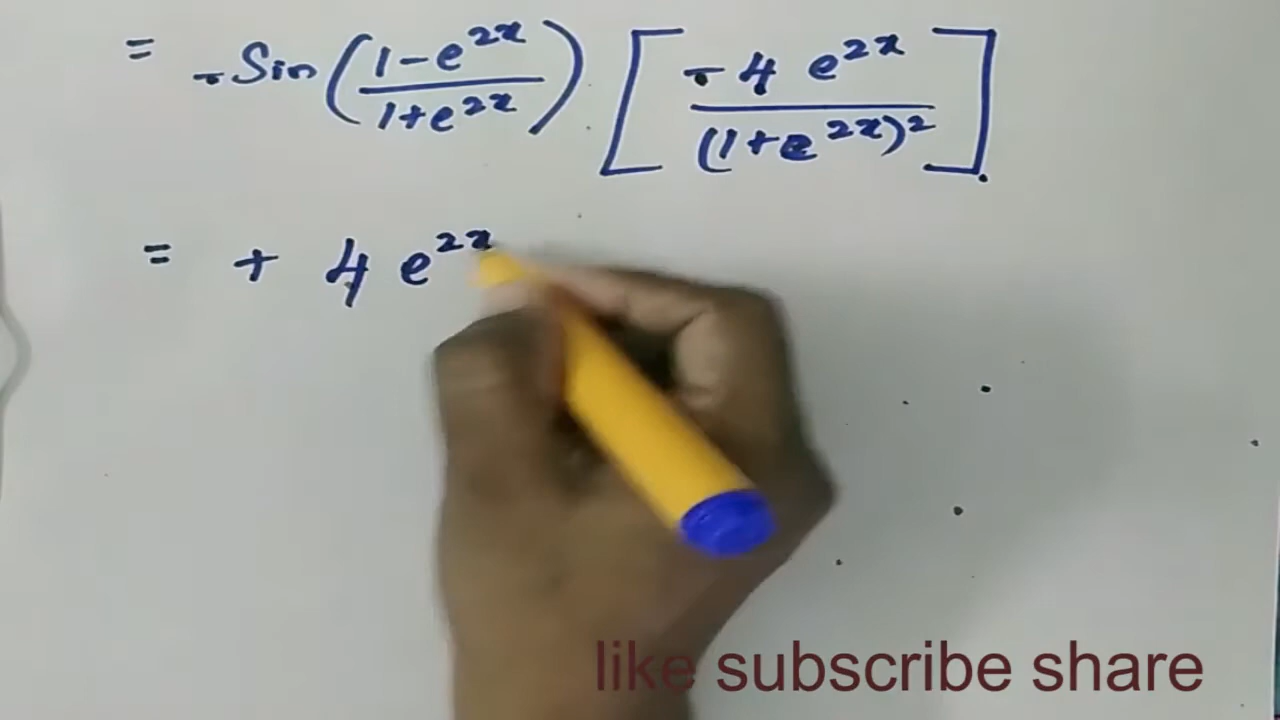 = -Sin((1-e^2x)/(1+e^2x)) [-4 e^2x/(1+e^2x)^2]
= + 4 e^2x
like subscribe share